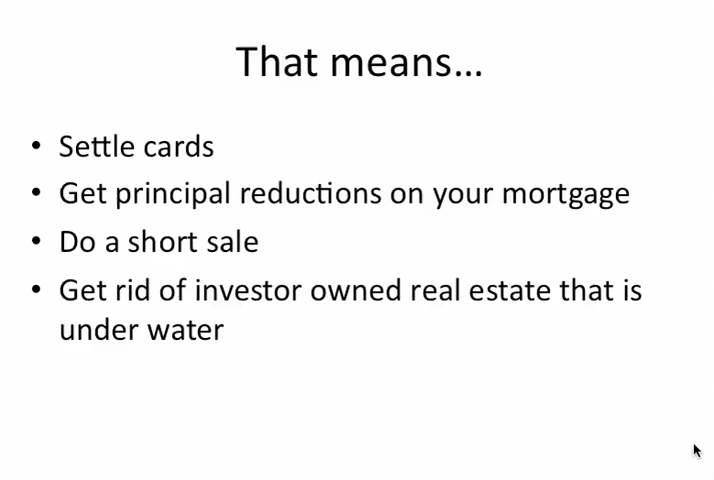 That means…
• Settle cards
• Get principal reductions on your mortgage
• Do a short sale
• Get rid of investor owned real estate that is
under water